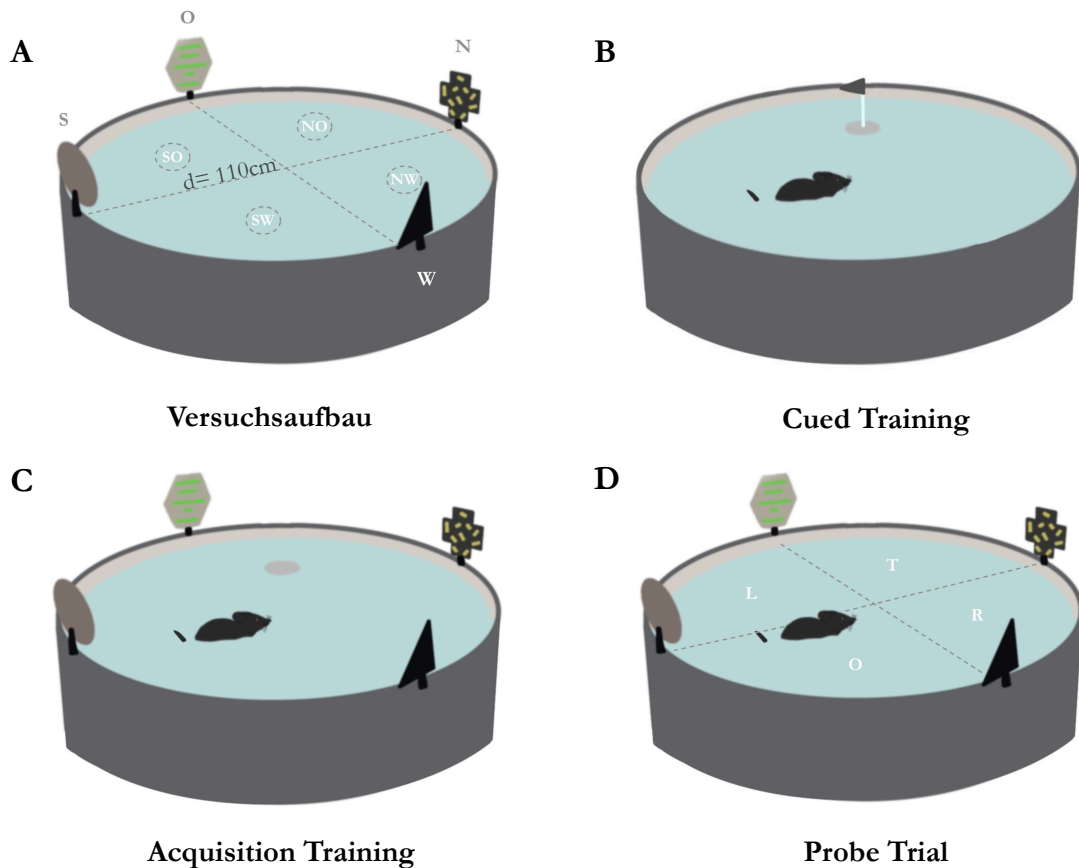 A
O
N
S
NO
SO
d= 110cm
NW
SW
W
Versuchsaufbau
B
Cued Training
C
Acquisition Training
D
T
L
R
O
Probe Trial